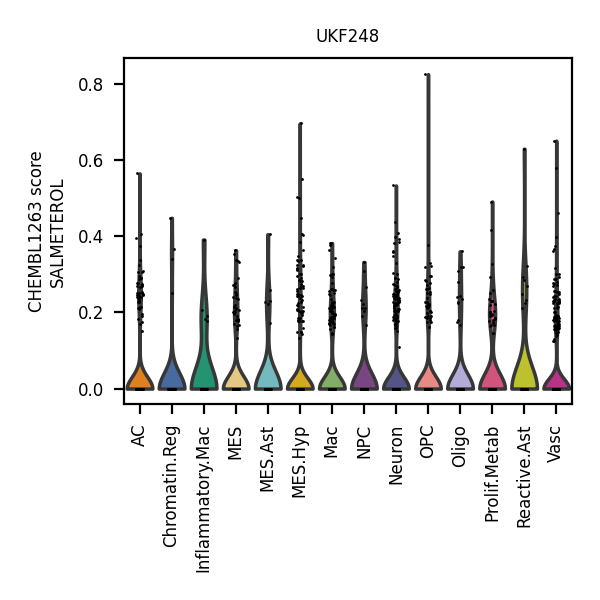 UKF248
CHEMBL1263 score
SALMETEROL
0.8
0.6
0.4
0.2
0.0
AC
Chromatin.Reg
Inflammatory.Mac
MES
MES.Ast
MES.Hyp
Mac
NPC
Neuron
OPC
Oligo
Prolif.Metab
Reactive.Ast
Vasc